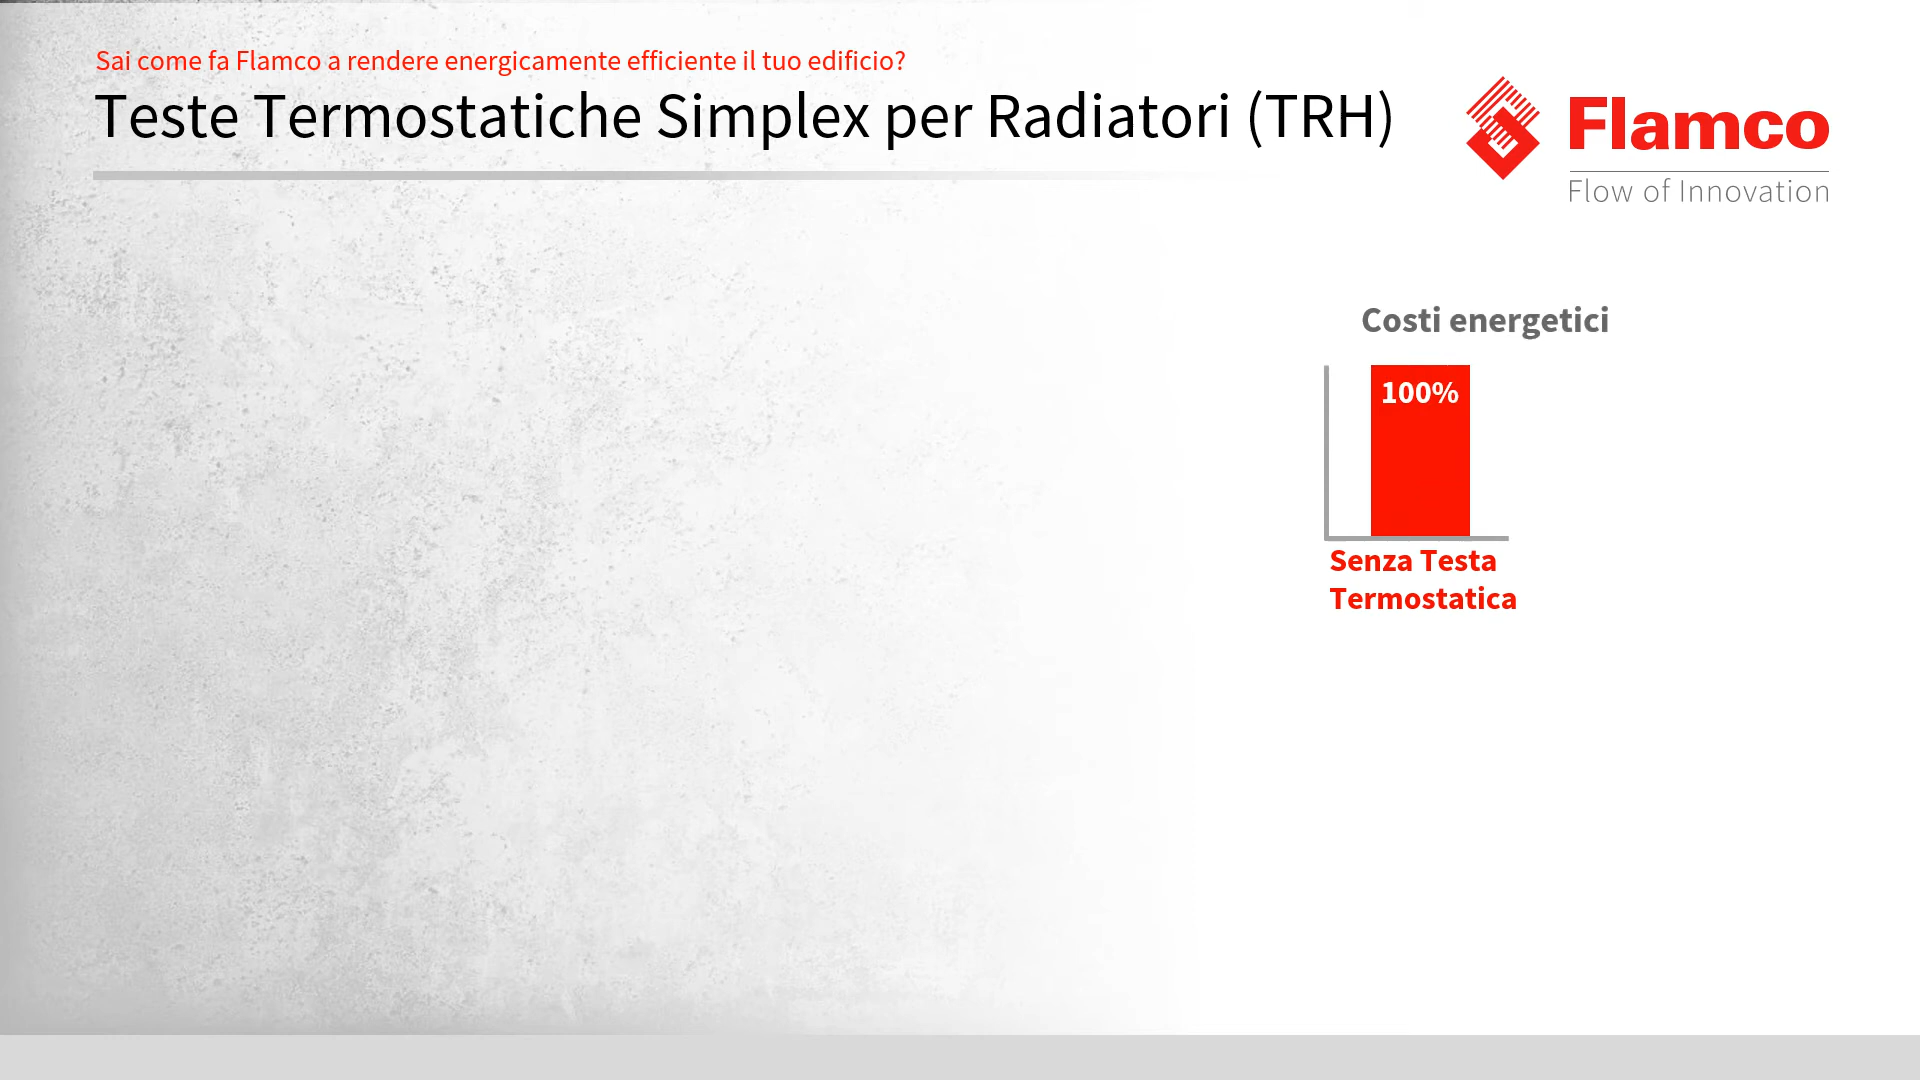 Sai come fa Flamco a rendere energicamente efficiente il tuo edificio?
Teste Termostatiche Simplex per Radiatori (TRH)
Flamco
Flow of Innovation
Costi energetici
100%
Senza Testa
Termostatica